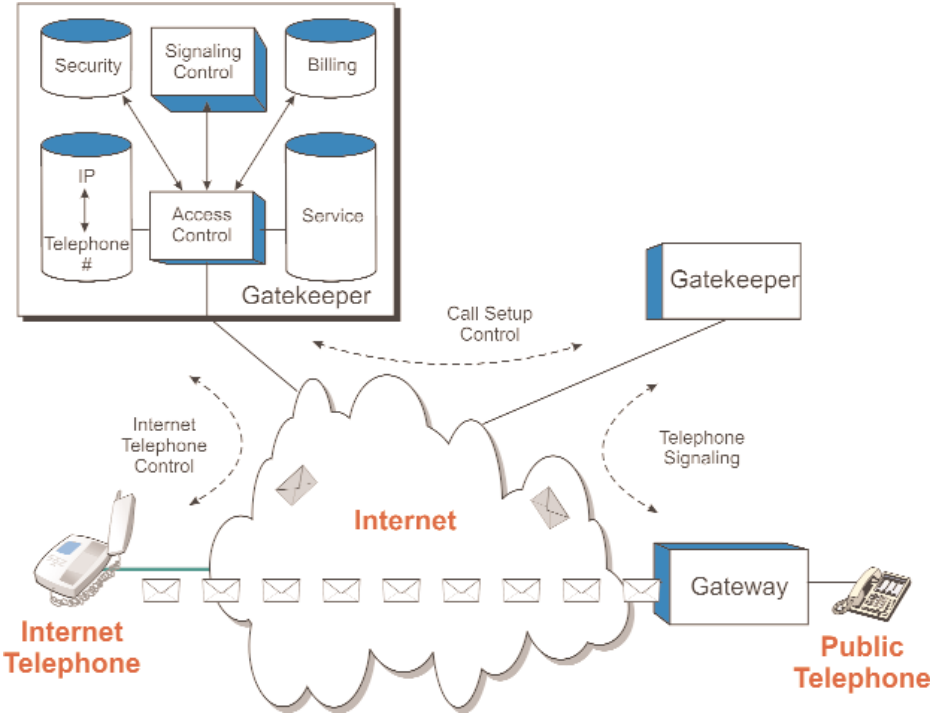 Security
Signaling
Control
Billing
IP
Telephone
#
Access
Control
Service
Gatekeeper
Gatekeeper
Call Setup
Control
Internet
Telephone
Control
Telephone
Signaling
Internet
Gateway
Internet
Telephone
Public
Telephone